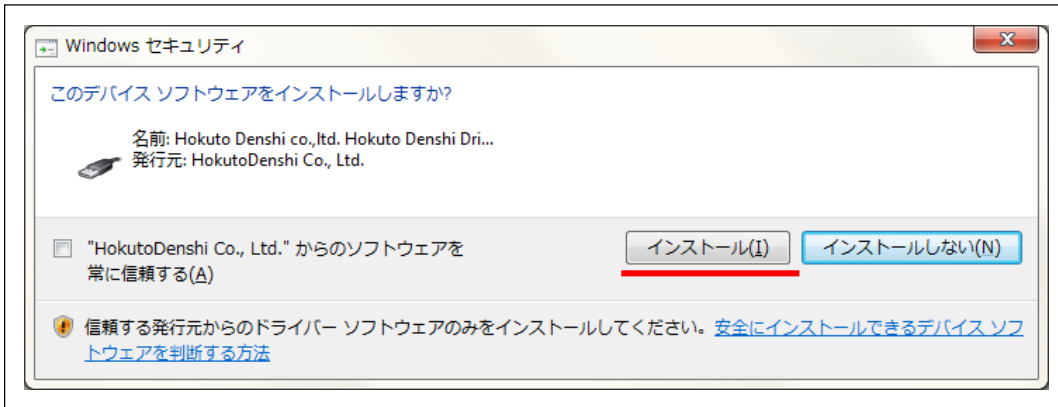 Windows セキュリティ
このデバイス ソフトウェアをインストールしますか?
名前: Hokuto Denshi co.,ltd. Hokuto Denshi Dri...
発行元: HokutoDenshi Co., Ltd.
"HokutoDenshi Co., Ltd." からのソフトウェアを
常に信頼する(A)
インストール(I)
インストールしない(N)
信頼する発行元からのドライバー ソフトウェアのみをインストールしてください。安全にインストールできるデバイス ソフ
トウェアを判断する方法